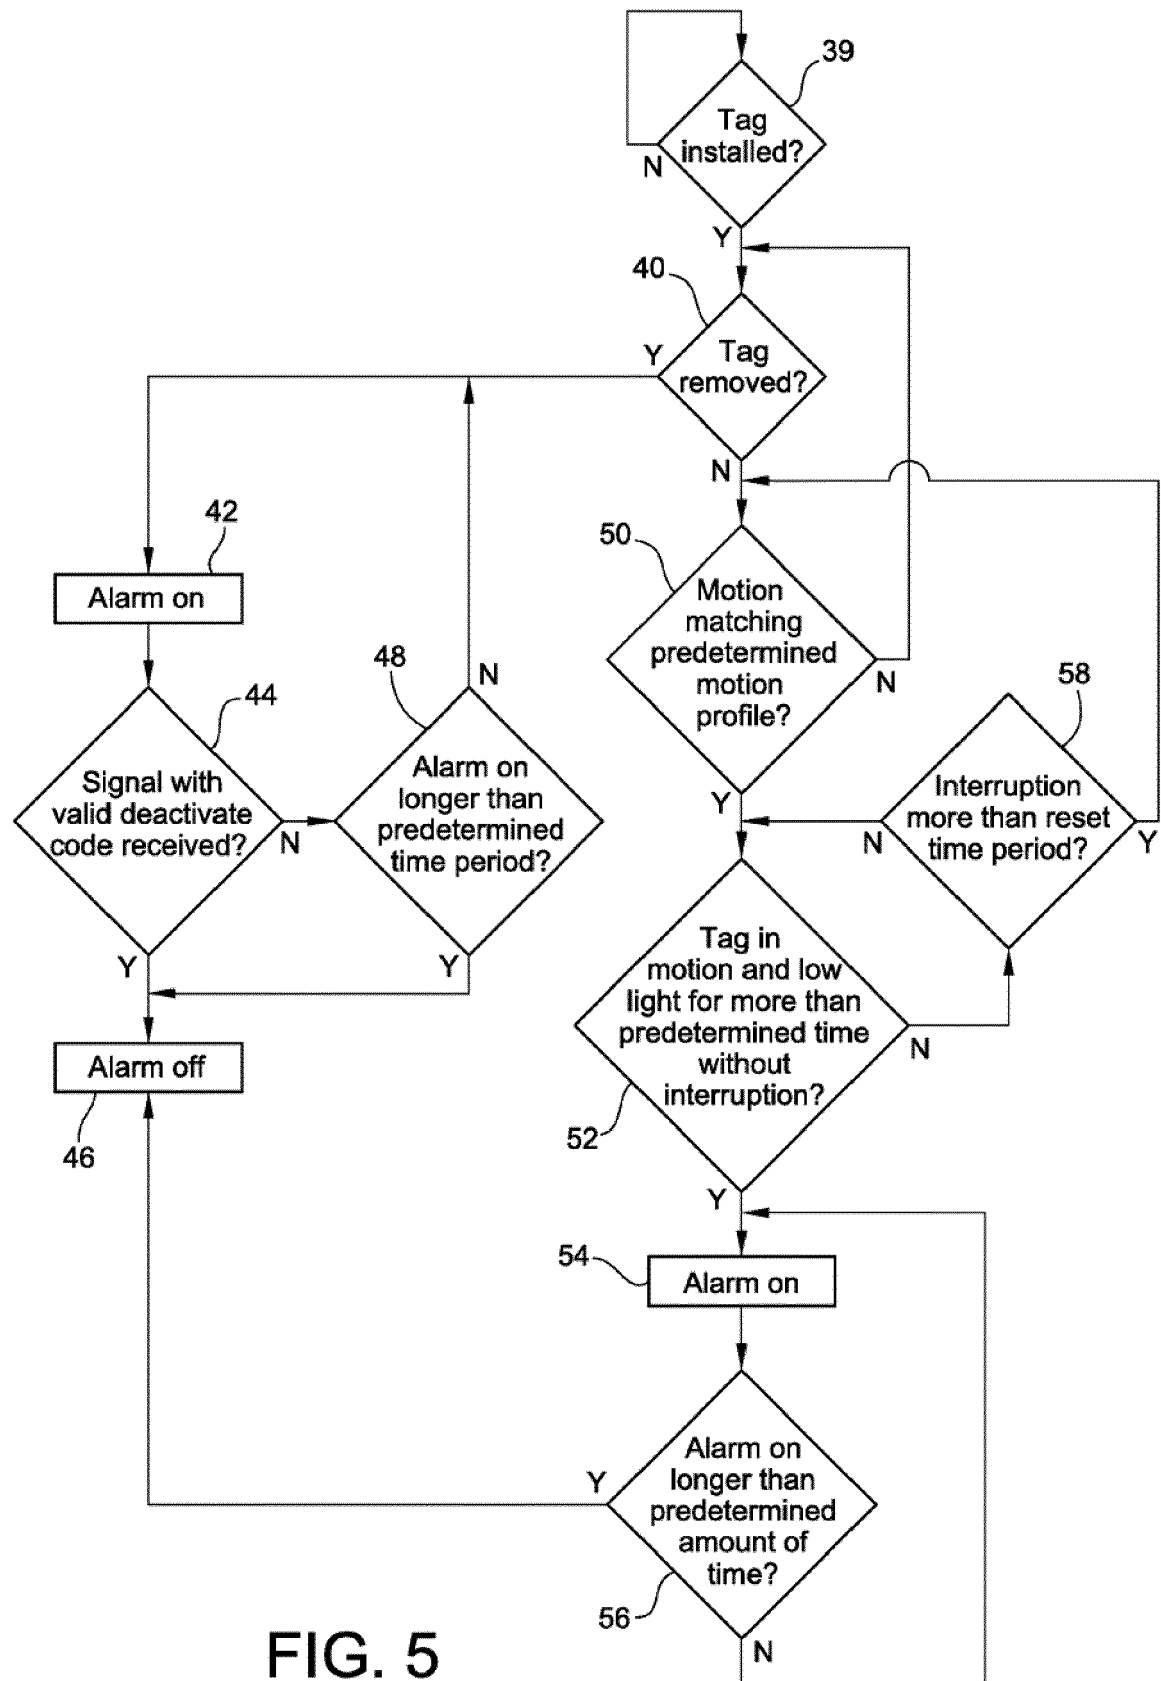 39
Tag
installed?
N
Y
40
Y
Tag
removed?
N
42
Alarm on
50
Motion
matching
predetermined
motion
profile?
N
Y
48
N
44
Signal with
valid deactivate
code received?
N
Alarm on
longer than
predetermined
time period?
58
Interruption
more than reset
time period?
N
Y
Y
Y
Alarm off
46
Tag in
motion and low
light for more than
predetermined time
without
interruption?
N
52
Y
54
Alarm on
Y
Alarm on
longer than
predetermined
amount of
time?
56
N
FIG. 5